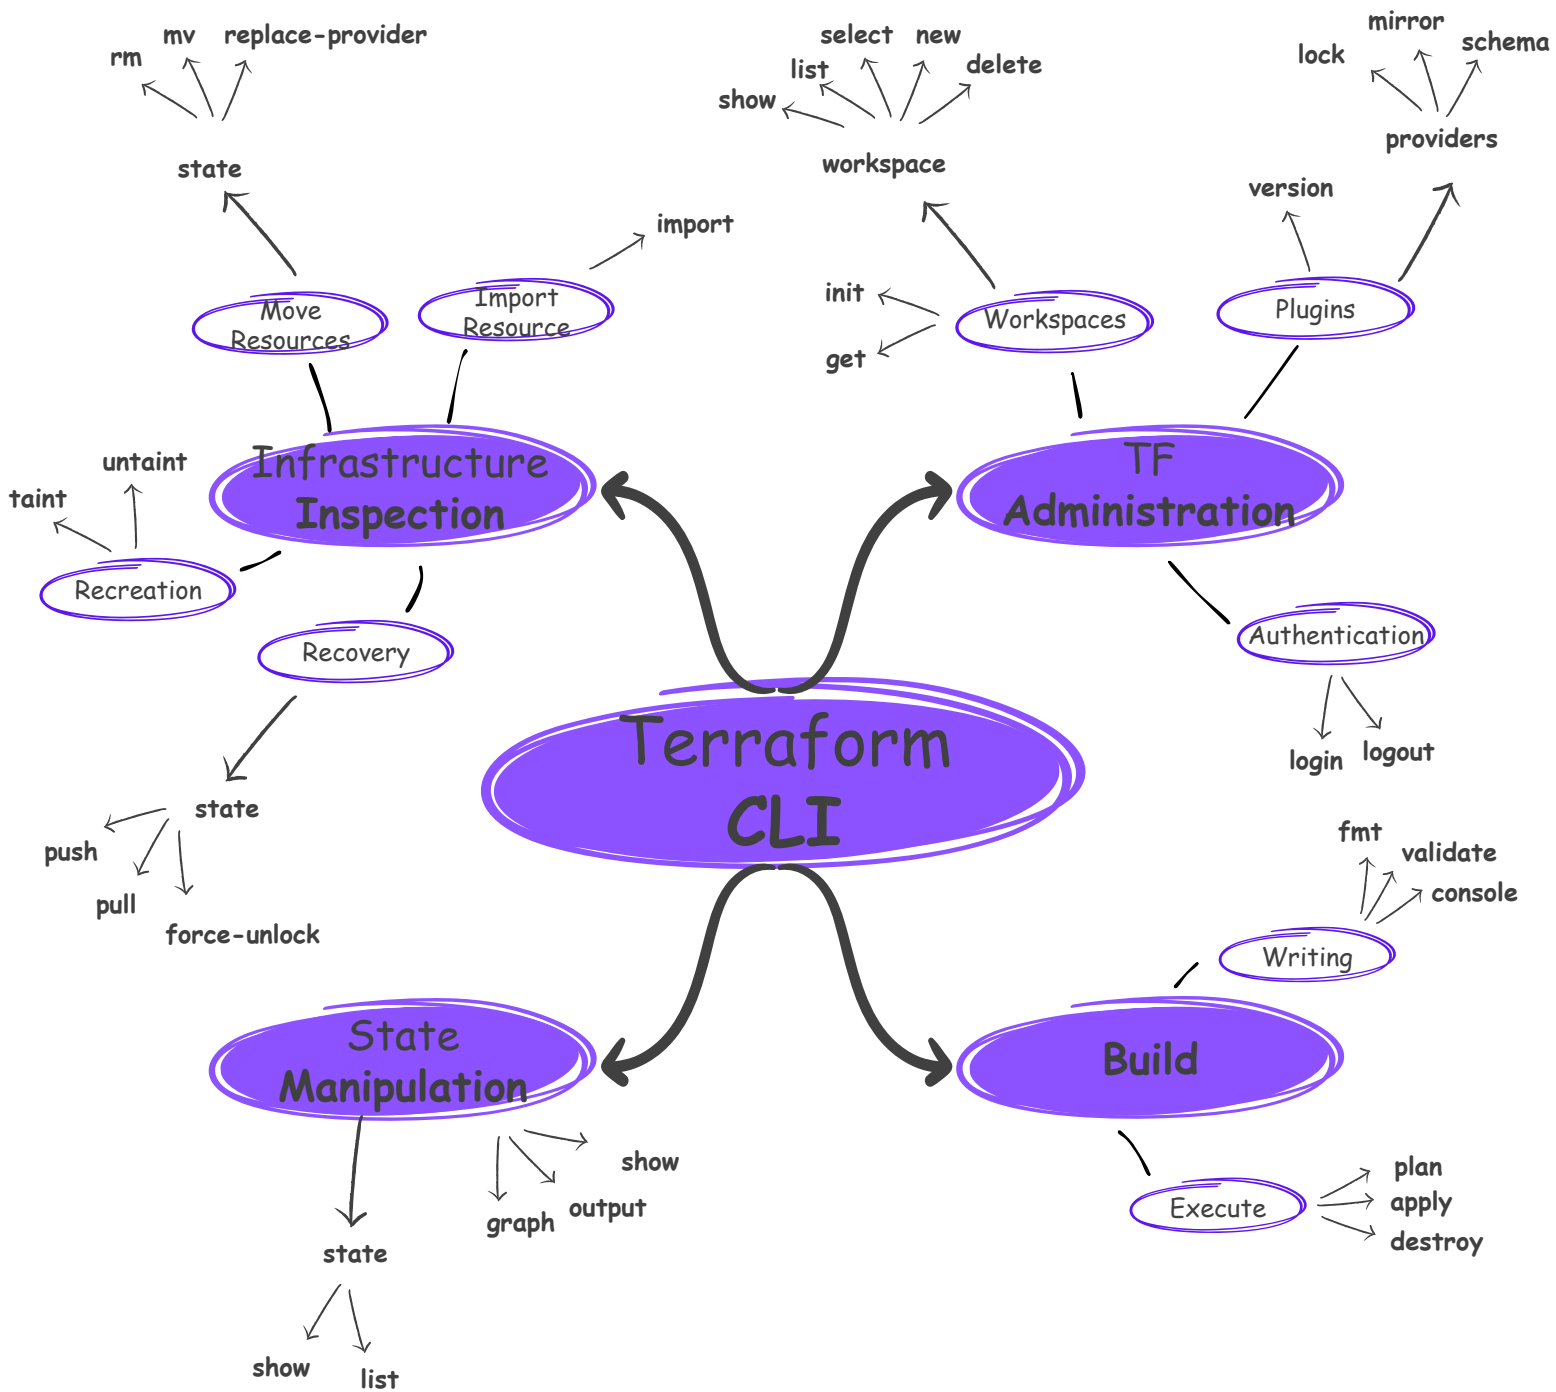 mv
replace-provider
rm
state
import
Move
Resources
Import
Resource
Infrastructure
Inspection
untaint
taint
Recreation
Recovery
state
push
pull
force-unlock
select
new
list
delete
show
workspace
init
get
Workspaces
mirror
schema
lock
providers
version
Plugins
TF
Administration
Authentication
login
logout
Terraform
CLI
State
Manipulation
show
output
graph
state
show
list
fmt
validate
console
Writing
Build
Execute
plan
apply
destroy